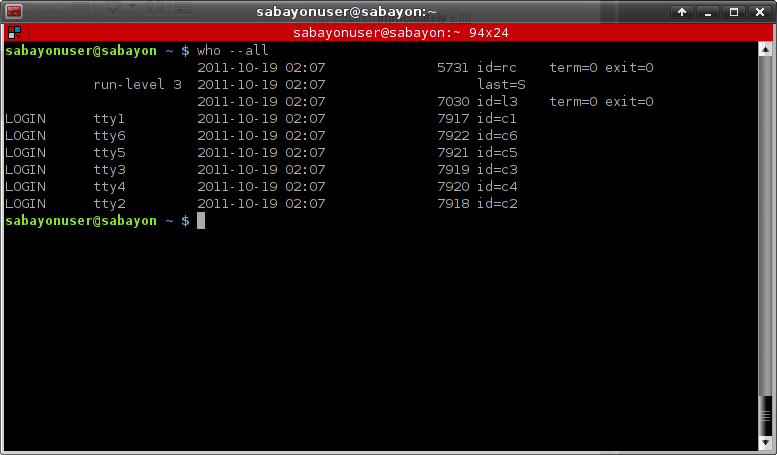 sabayonuser@sabayon:~
sabayonuser@sabayon:~ 94x24
sabayonuser@sabayon ~ $ who --all
                        2011-10-19 02:07              5731 id=rc    term=0 exit=0
           run-level 3  2011-10-19 02:07                   last=S
                        2011-10-19 02:07              7030 id=l3    term=0 exit=0
LOGIN      tty1         2011-10-19 02:07              7917 id=c1
LOGIN      tty6         2011-10-19 02:07              7922 id=c6
LOGIN      tty5         2011-10-19 02:07              7921 id=c5
LOGIN      tty3         2011-10-19 02:07              7919 id=c3
LOGIN      tty4         2011-10-19 02:07              7920 id=c4
LOGIN      tty2         2011-10-19 02:07              7918 id=c2
sabayonuser@sabayon ~ $